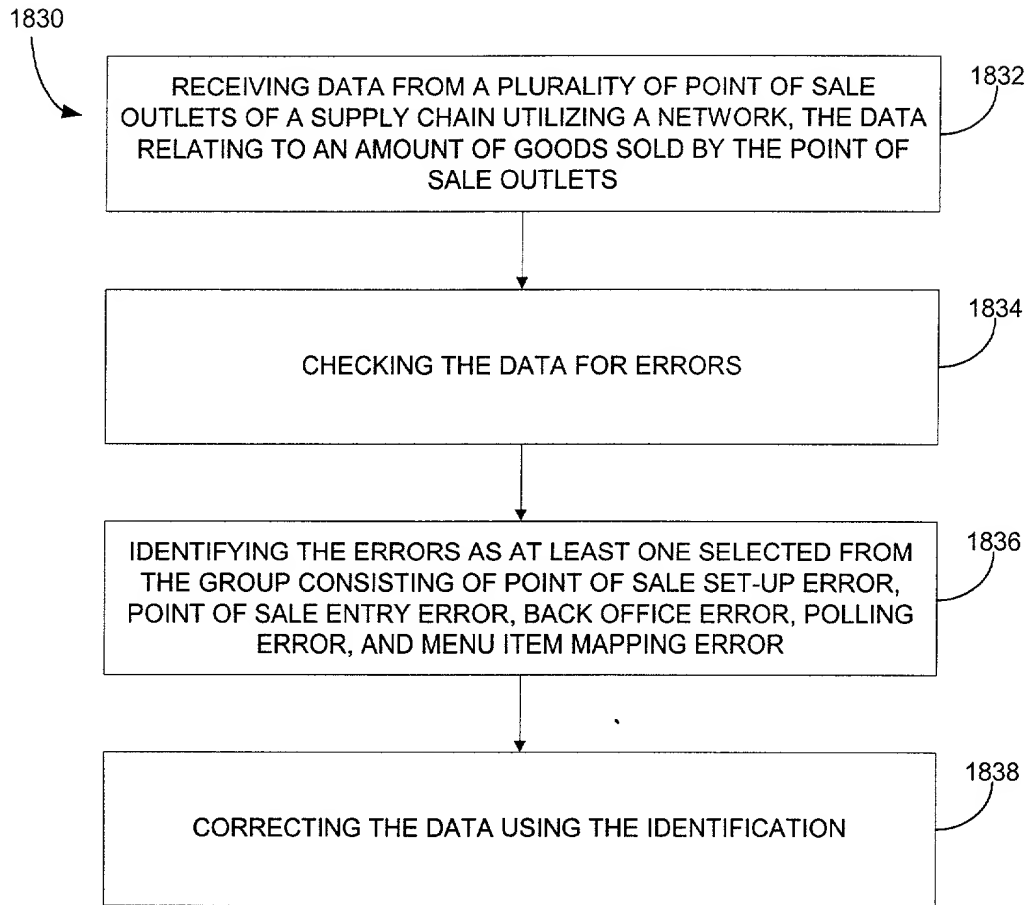 1830
RECEIVING DATA FROM A PLURALITY OF POINT OF SALE
OUTLETS OF A SUPPLY CHAIN UTILIZING A NETWORK, THE DATA
RELATING TO AN AMOUNT OF GOODS SOLD BY THE POINT OF
SALE OUTLETS
1832
CHECKING THE DATA FOR ERRORS
1834
IDENTIFYING THE ERRORS AS AT LEAST ONE SELECTED FROM
THE GROUP CONSISTING OF POINT OF SALE SET-UP ERROR,
POINT OF SALE ENTRY ERROR, BACK OFFICE ERROR, POLLING
ERROR, AND MENU ITEM MAPPING ERROR
1836
CORRECTING THE DATA USING THE IDENTIFICATION
1838